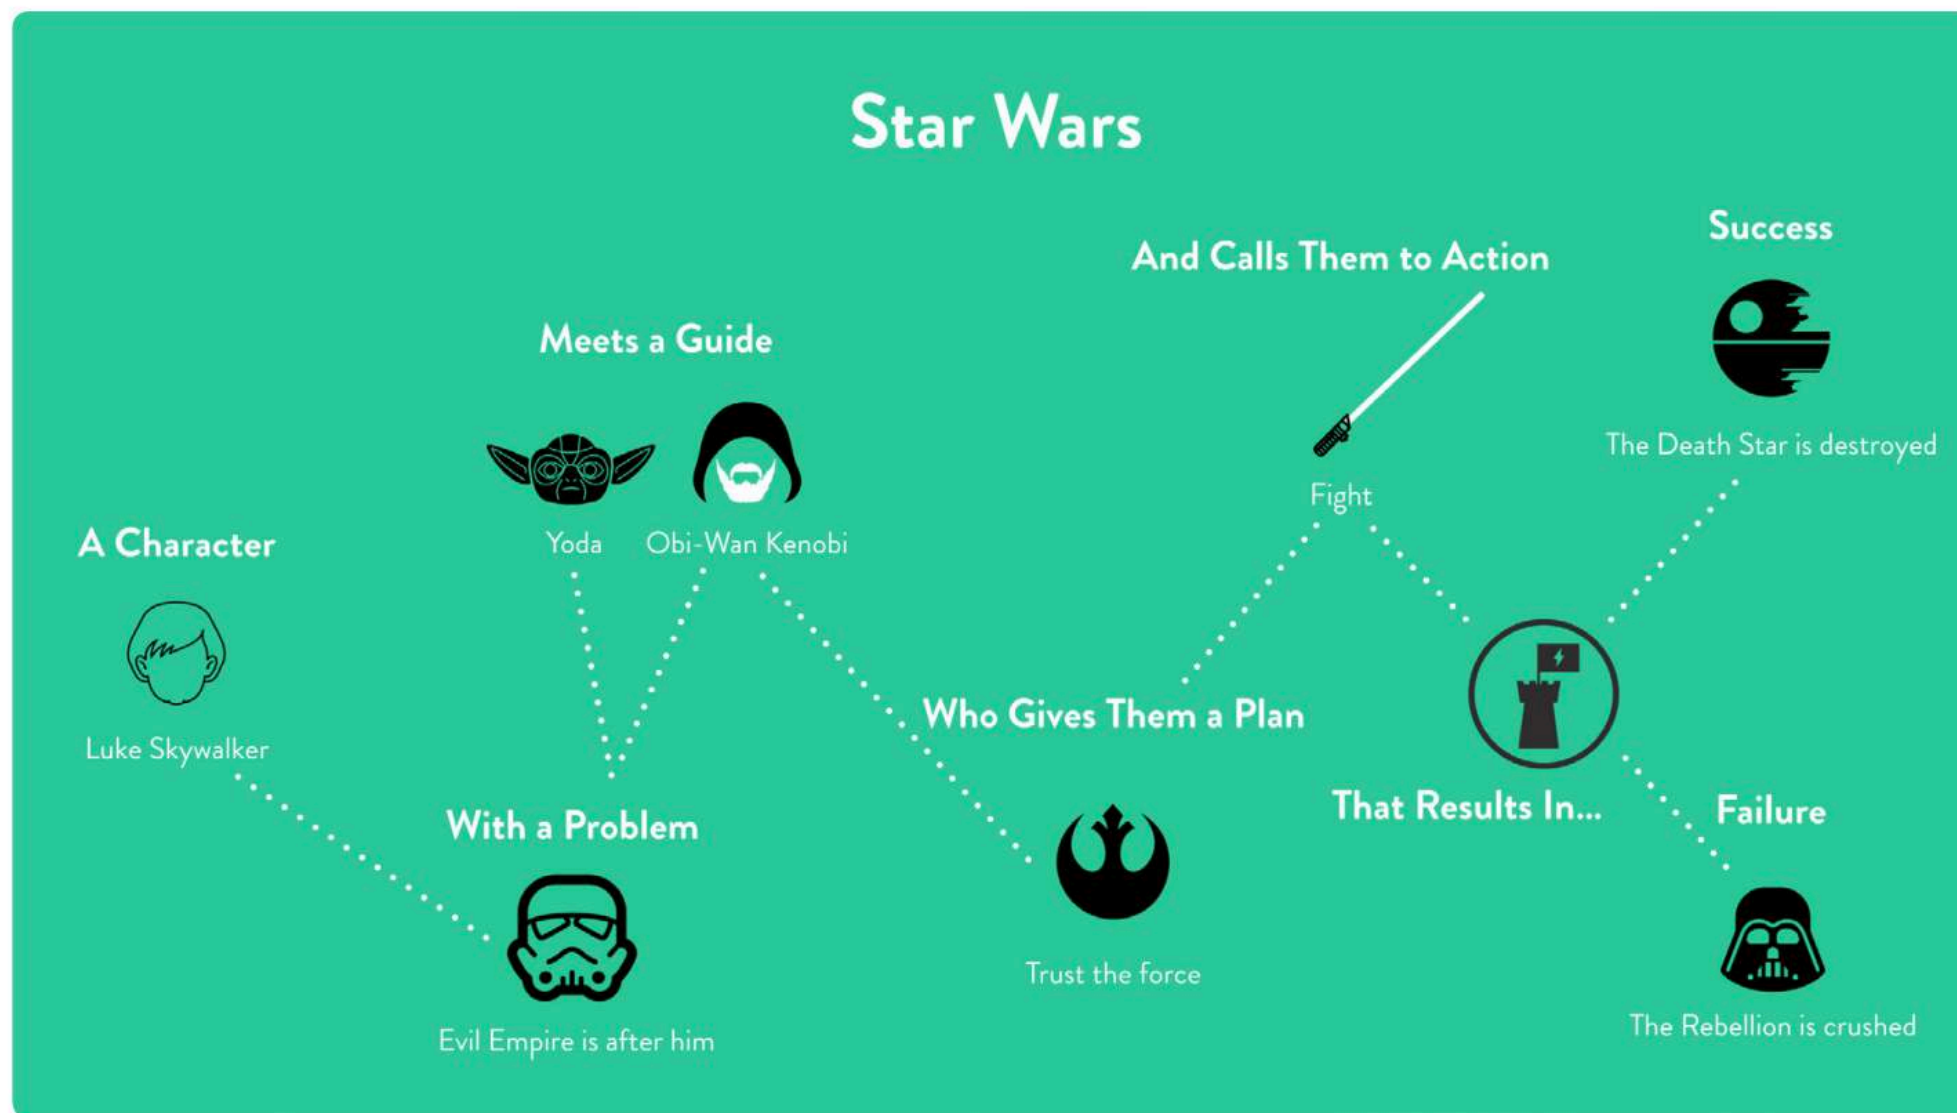 Star Wars
A Character
Luke Skywalker
With a Problem
Evil Empire is after him
Meets a Guide
Yoda
Obi-Wan Kenobi
Who Gives Them a Plan
Trust the force
And Calls Them to Action
Fight
That Results In...
Success
The Death Star is destroyed
Failure
The Rebellion is crushed